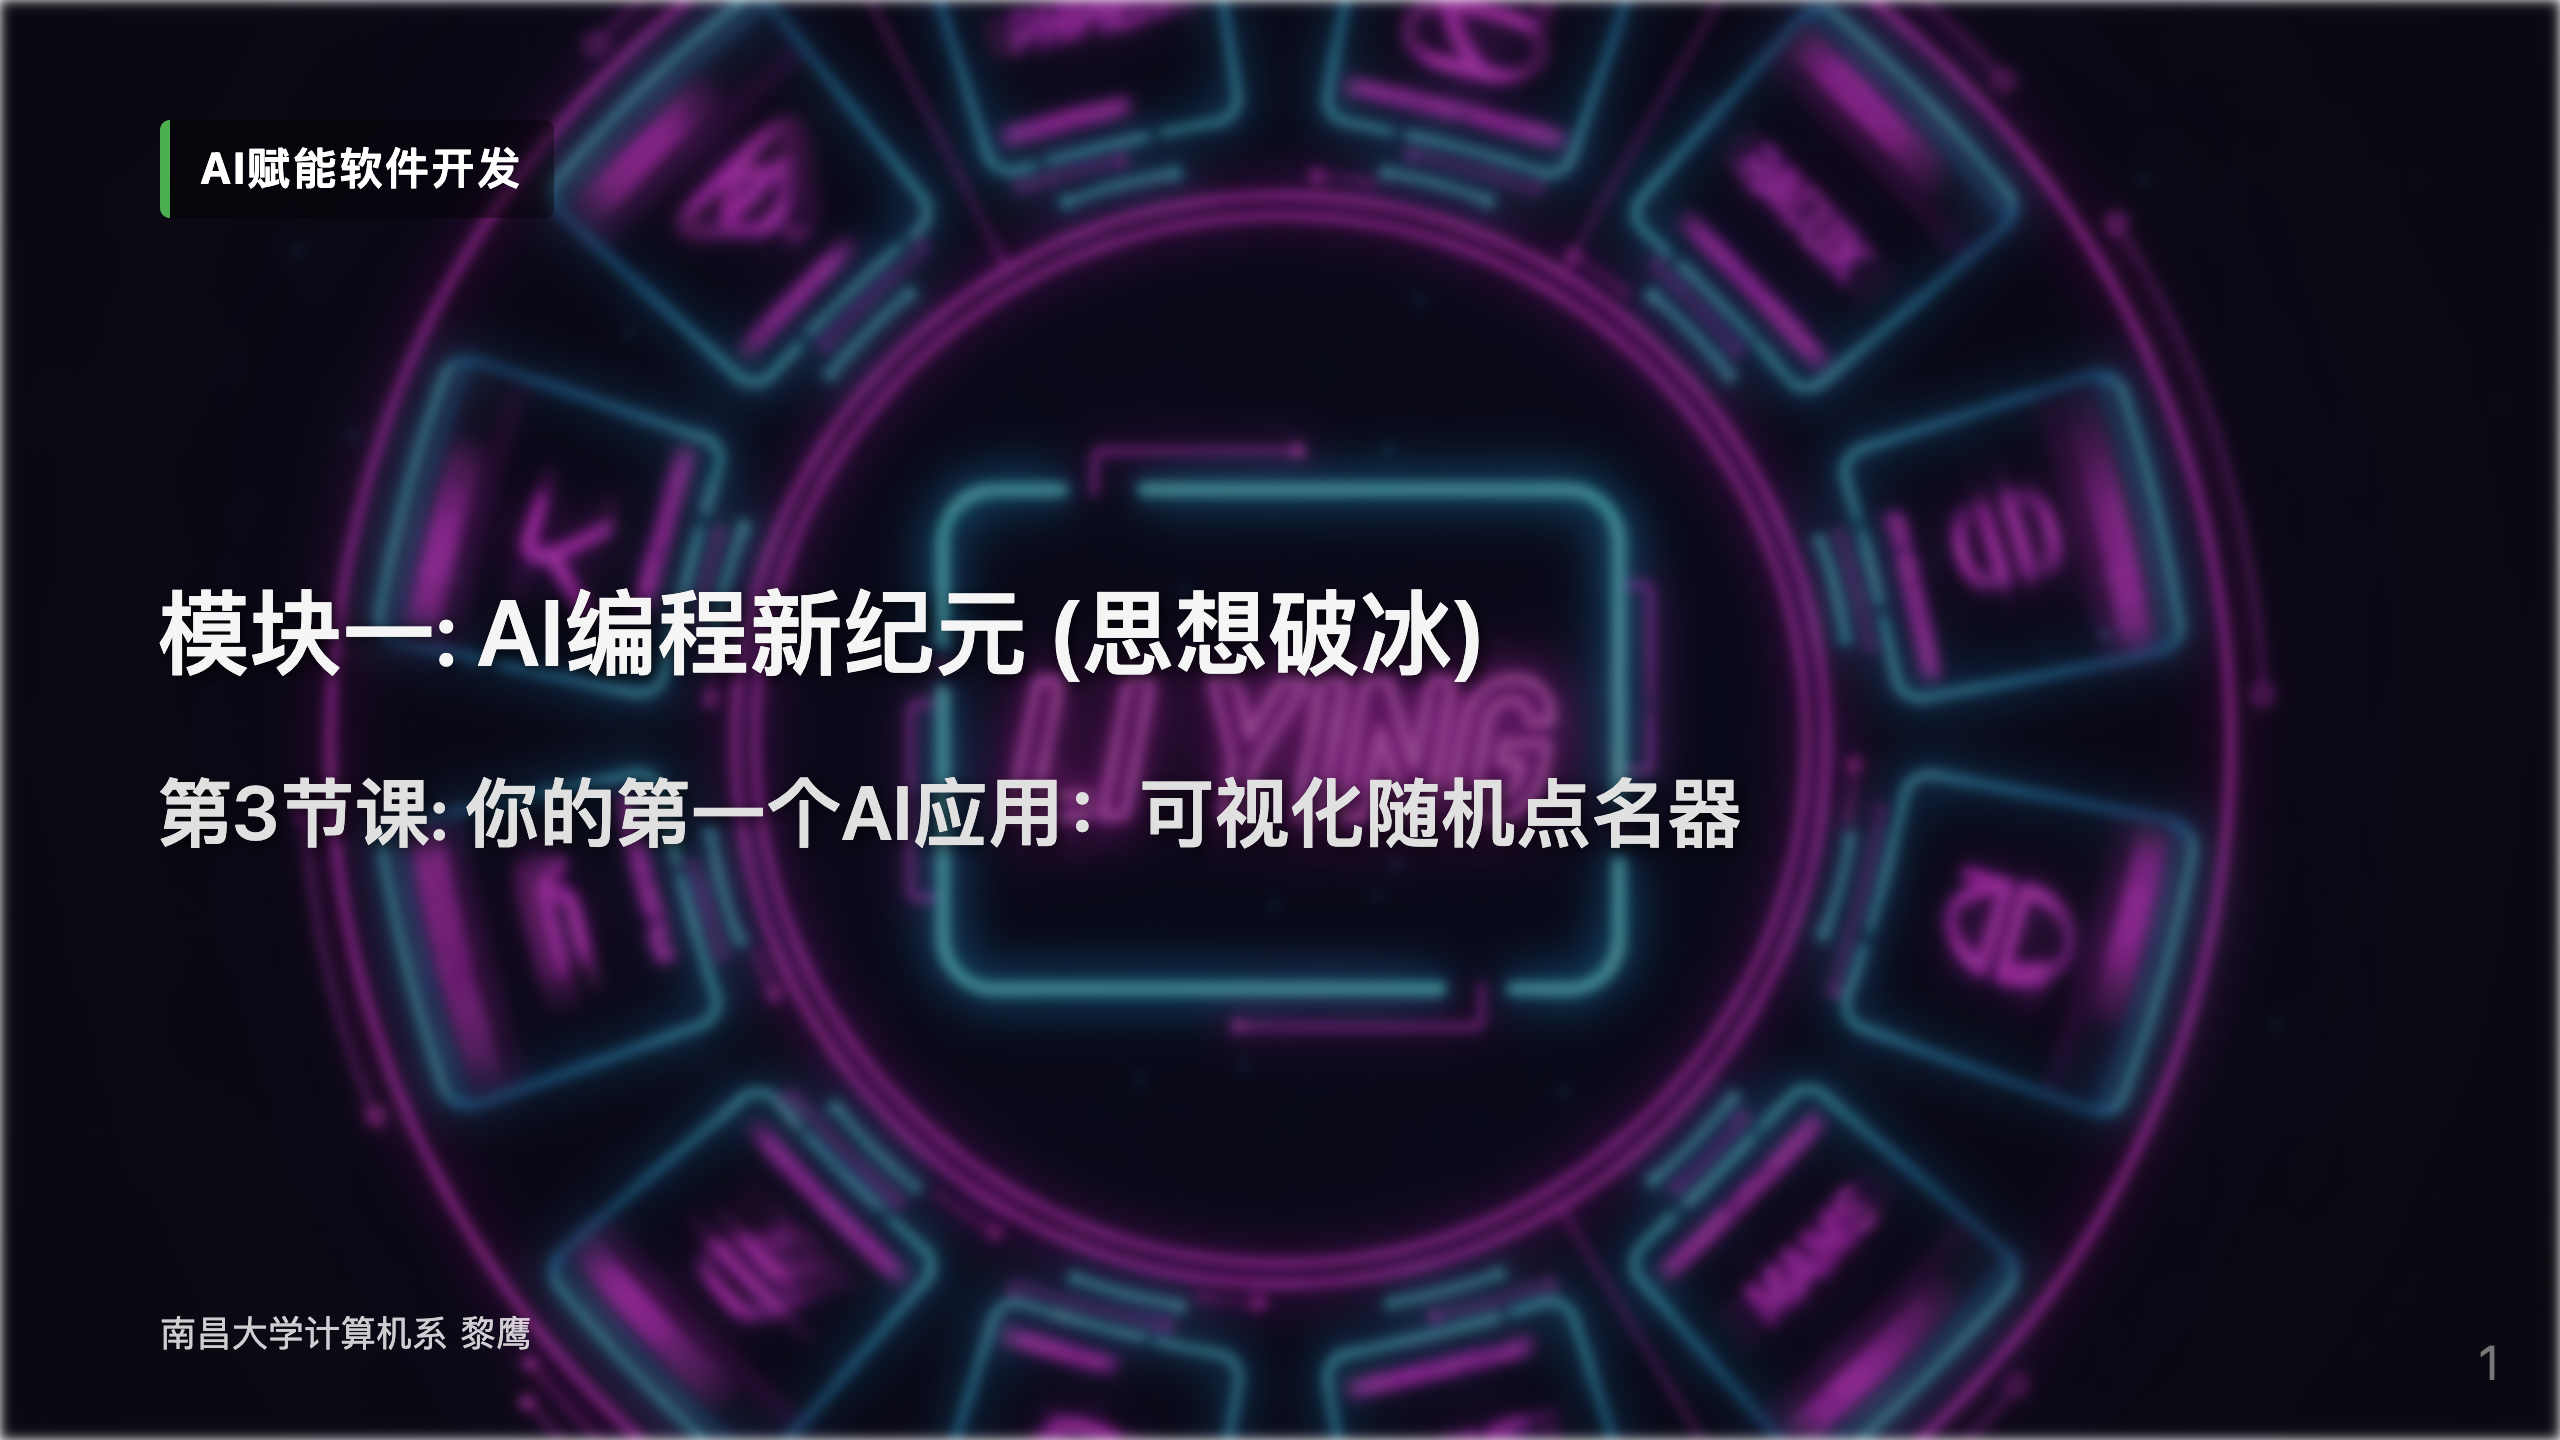 AI赋能软件开发
模块一: AI编程新纪元 (思想破冰)
第3节课: 你的第一个AI应用： 可视化随机点名器
南昌大学计算机系 黎鹰
1